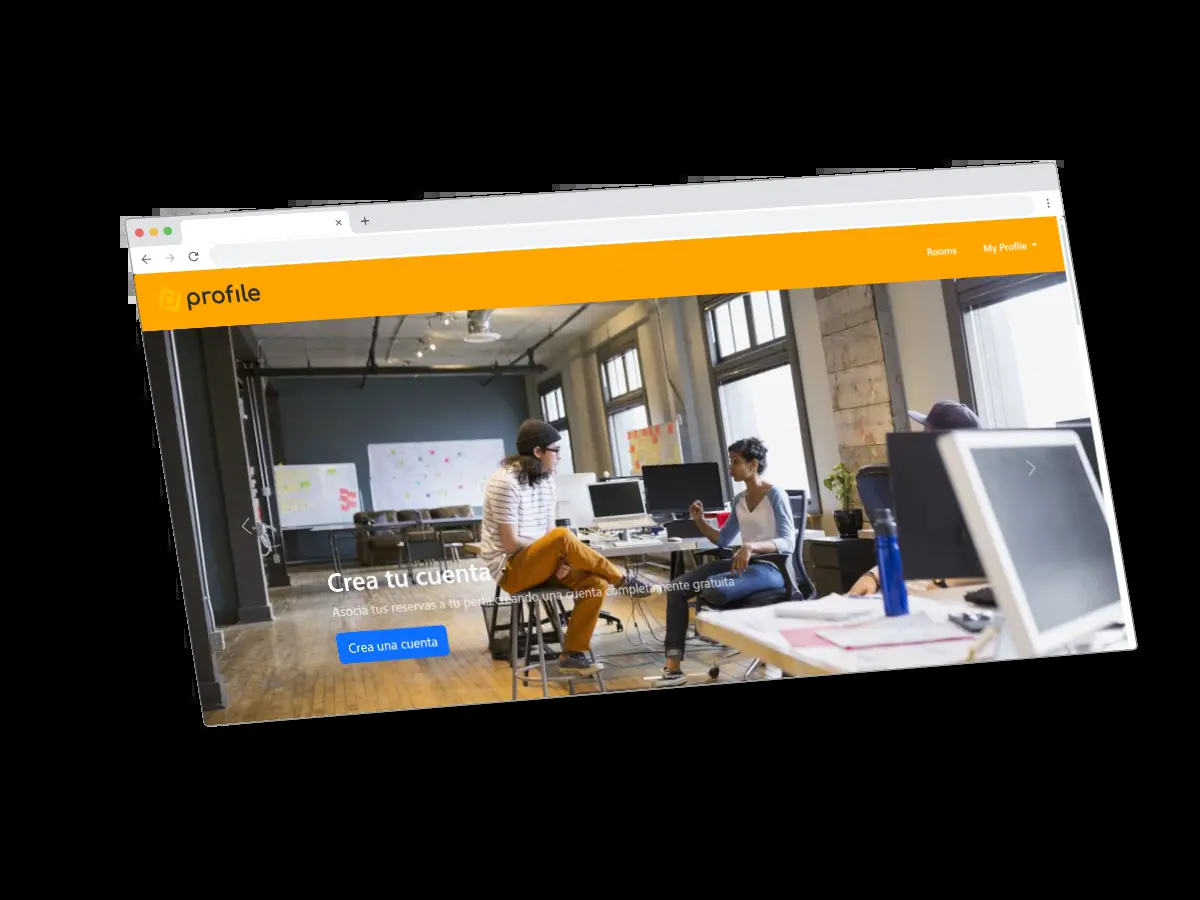 Rooms
My Profile
profile
Crea tu cuenta
Asocia tus reservas a tu perfil creando una cuenta completamente gratuita
Crea una cuenta